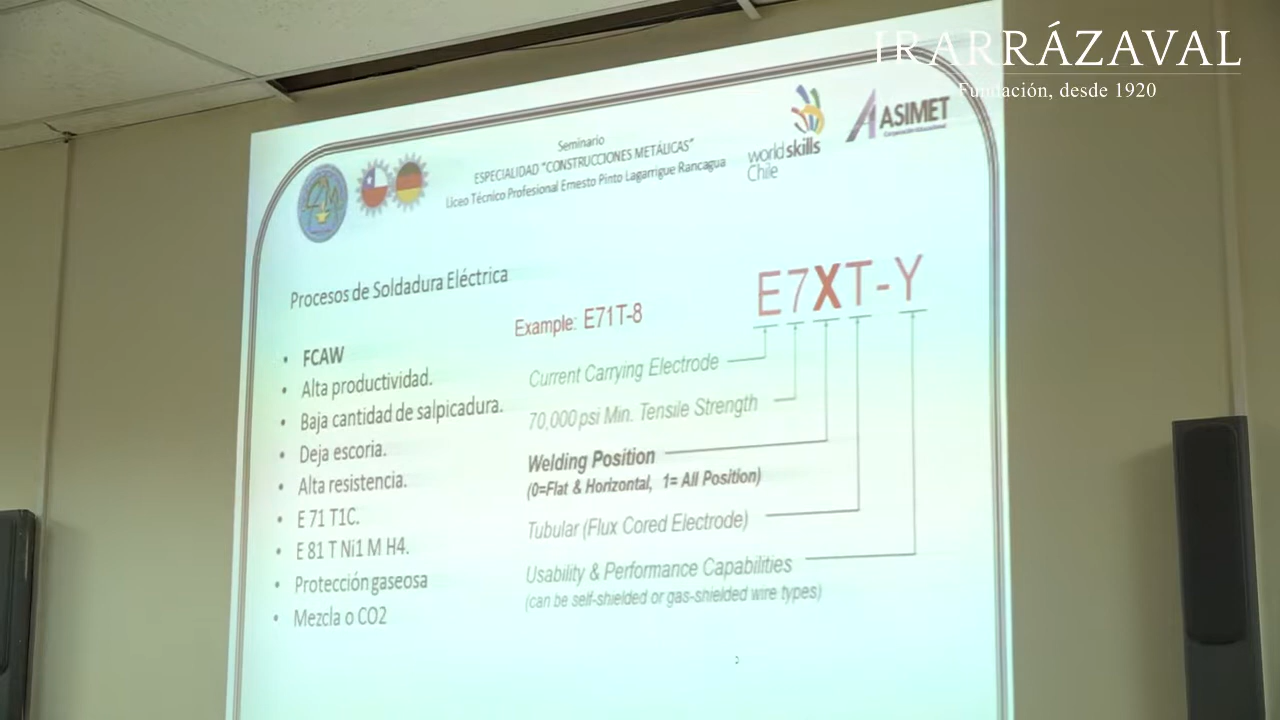 IRARRÁZAVAL
Fundación, desde 1920
Seminario
ESPECIALIDAD "CONSTRUCCIONES METÁLICAS"
Liceo Técnico Profesional Ernesto Pinto Lagarrigue Rancagua
worldskills
Chile
ASIMET
Procesos de Soldadura Eléctrica
• FCAW
• Alta productividad.
• Baja cantidad de salpicadura.
• Deja escoria.
• Alta resistencia.
• E 71 T1C.
• E 81 T Ni1 M H4.
• Protección gaseosa
• Mezcla o CO2
Example: E71T-8
E7XT-Y
Current Carrying Electrode
70,000 psi Min. Tensile Strength
Welding Position
(0=Flat & Horizontal, 1= All Position)
Tubular (Flux Cored Electrode)
Usability & Performance Capabilities
(can be self-shielded or gas-shielded wire types)